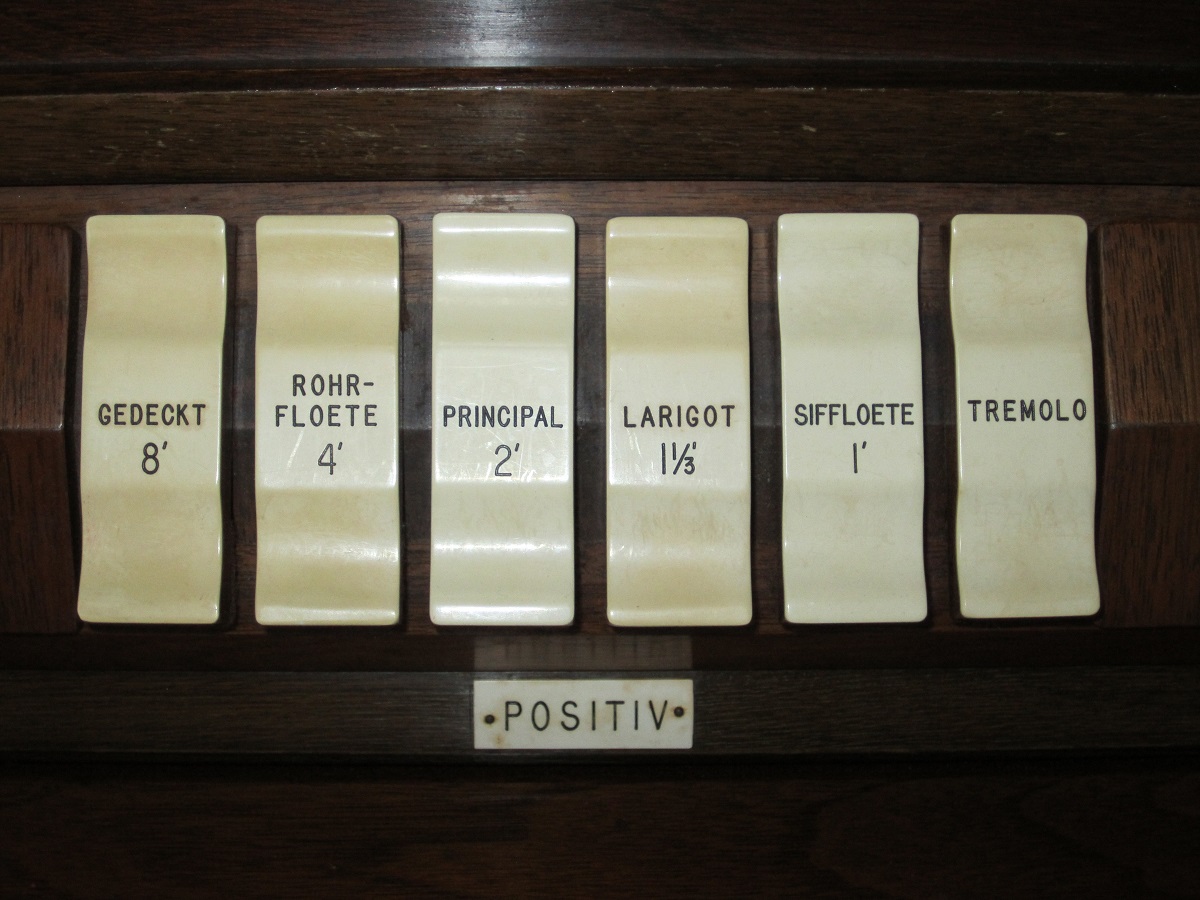 GEDECKT
8′
ROHR-
FLOETE
4′
PRINCIPAL
2′
LARIGOT
1⅓′
SIFFLOETE
1′
TREMOLO
POSITIV